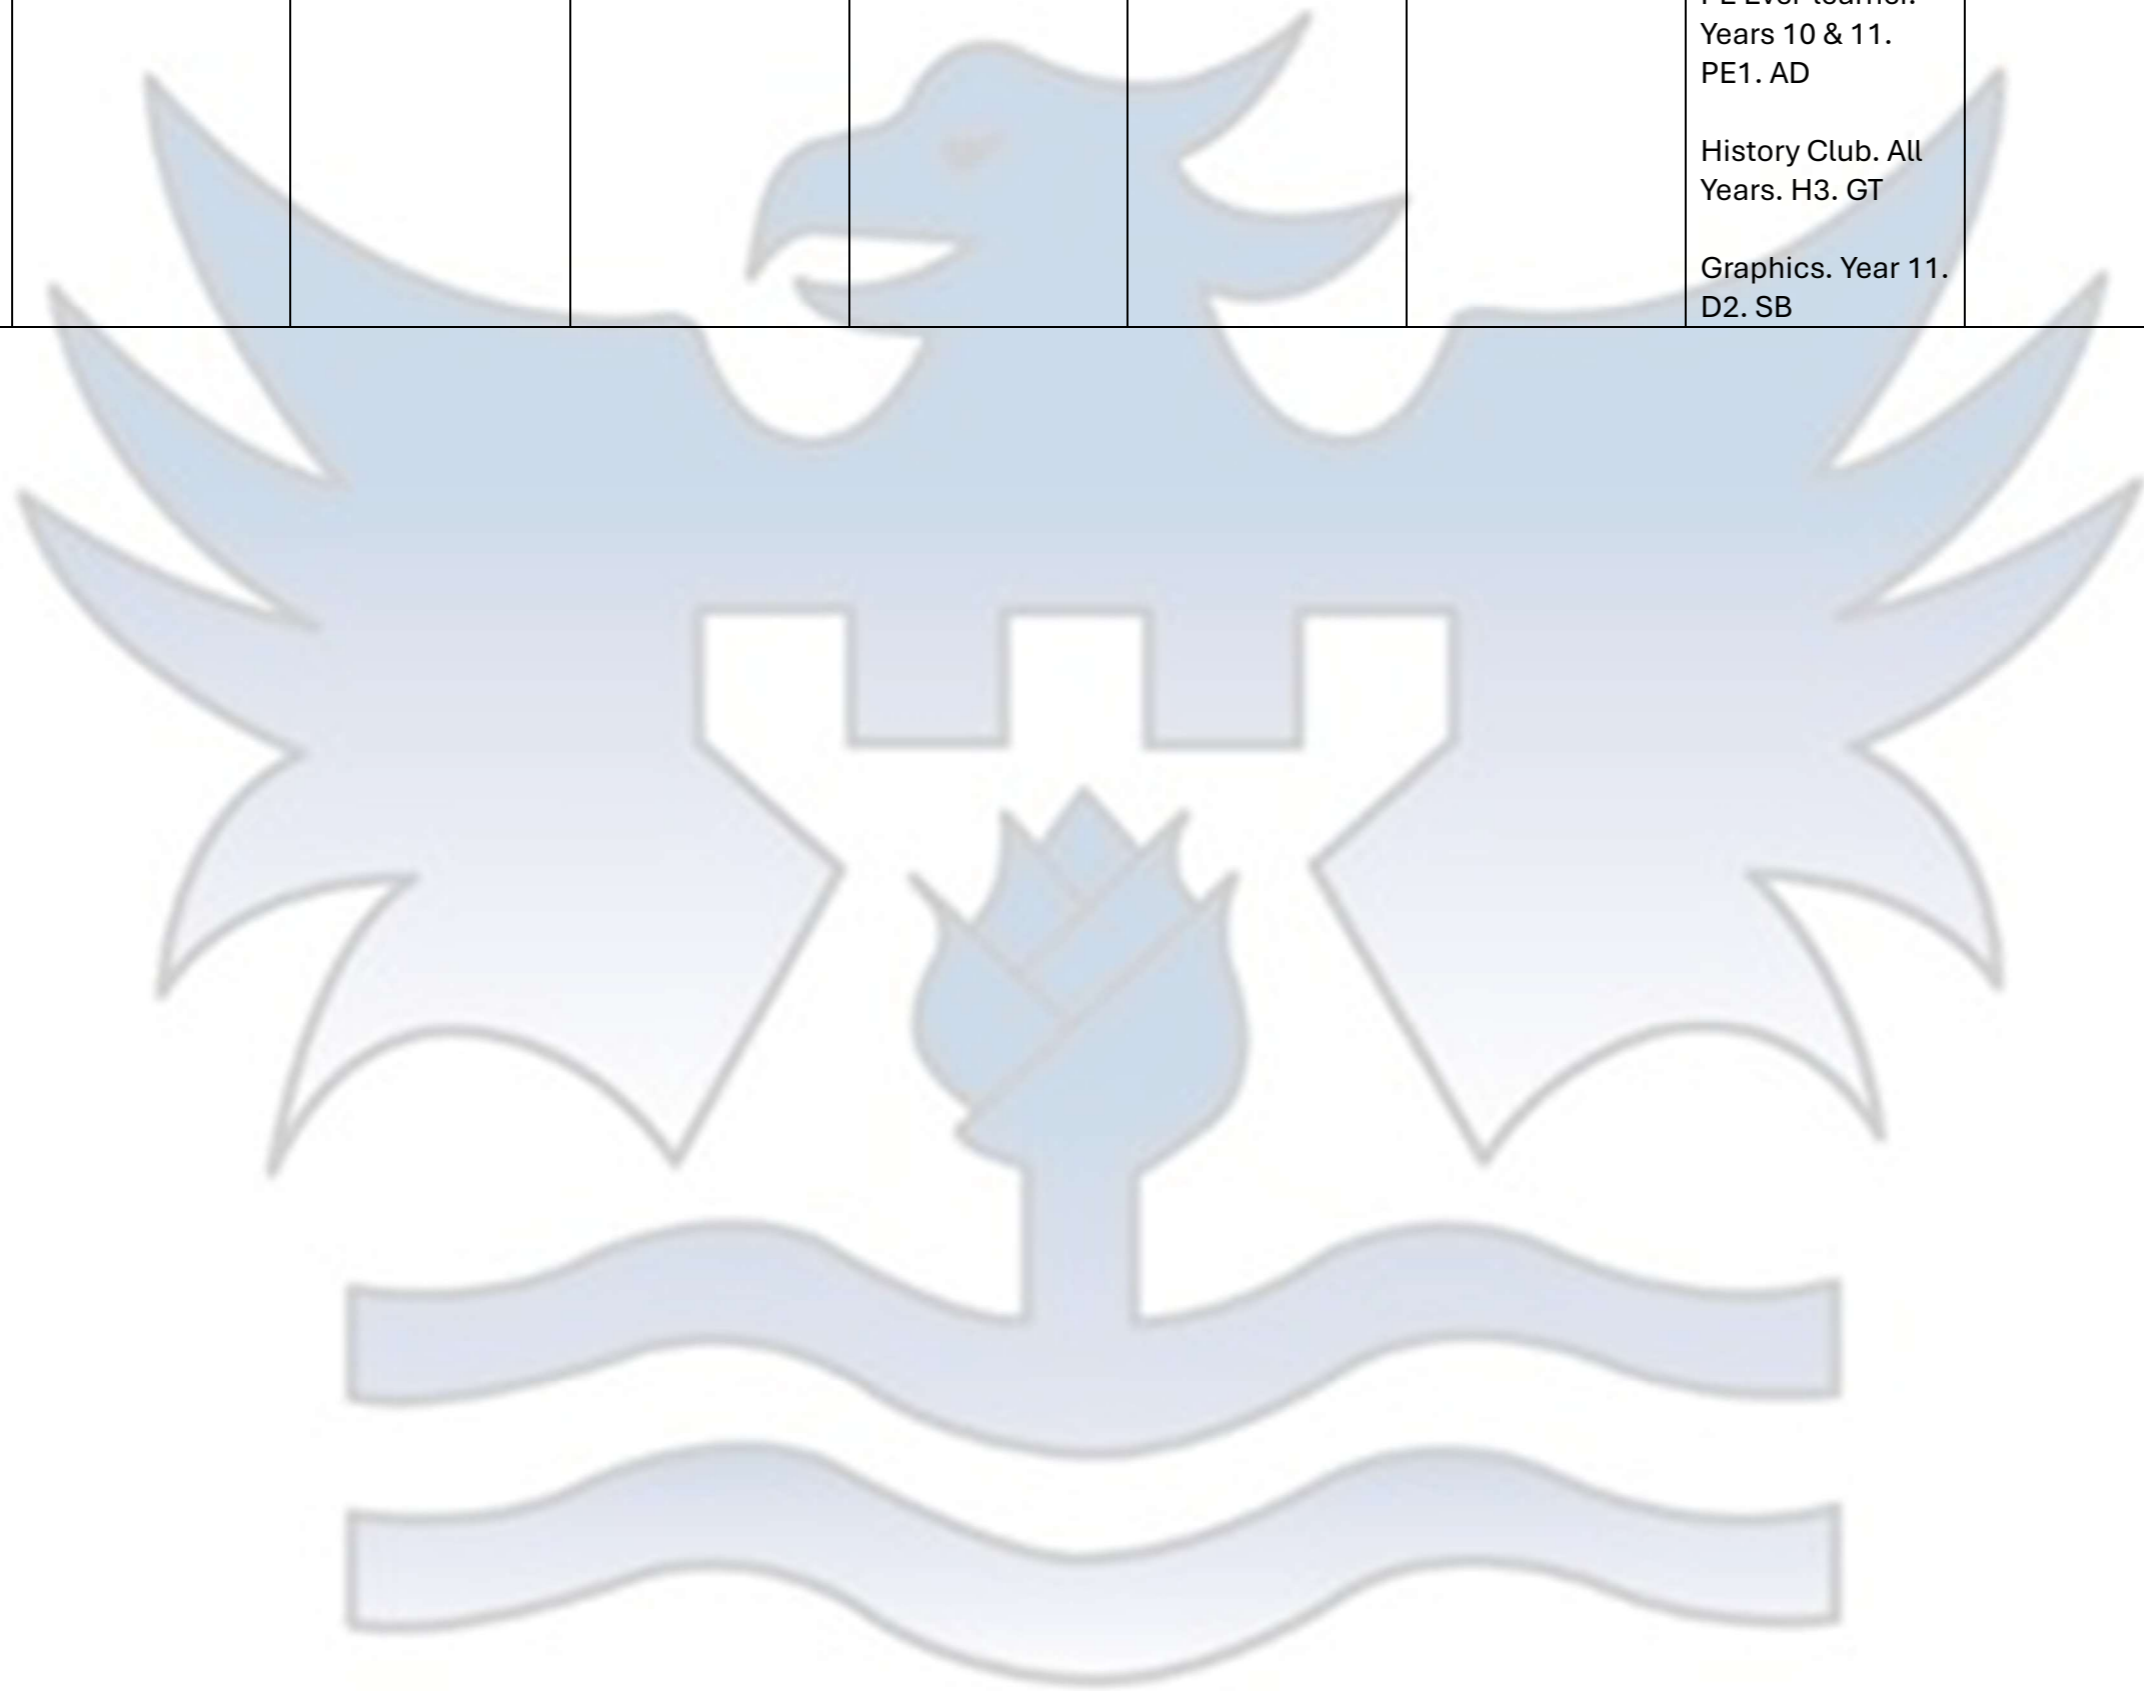 Years 10 & 11.
PE1. AD
History Club. All
Years. H3. GT
Graphics. Year 11.
D2. SB